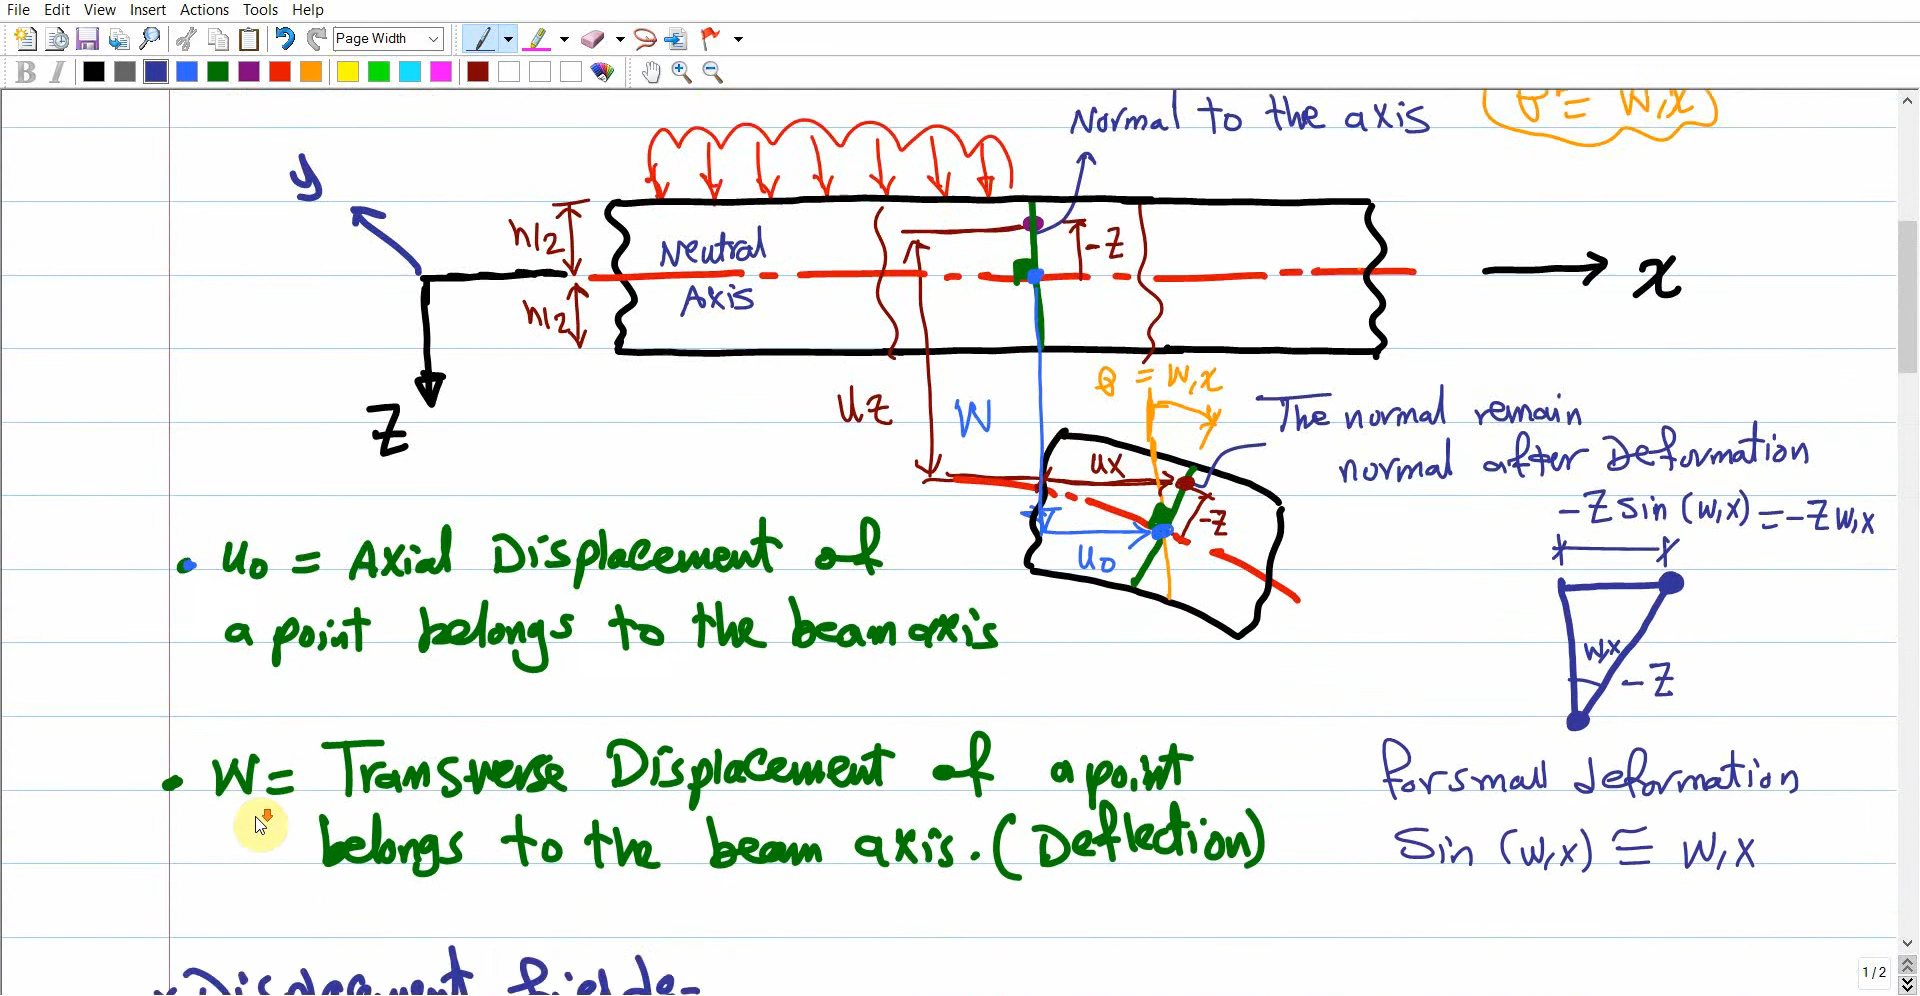 File Edit View Insert Actions Tools Help
Page Width
B I
Normal to the axis
θ = W,x
y
h/2
Neutral
Axis
h/2
-Z
x
Z
Uz
W
θ = W,x
ux
u₀
-Z
The normal remain
normal after Deformation
-Z sin (w,x) = -Z w,x
w,x
-Z
• u₀ = Axial Displacement of
a point belongs to the beam axis
• W = Transverse Displacement of a point
belongs to the beam axis. (Deflection)
for small deformation
Sin (w,x) ≅ w,x
Displacement fields-
1/2